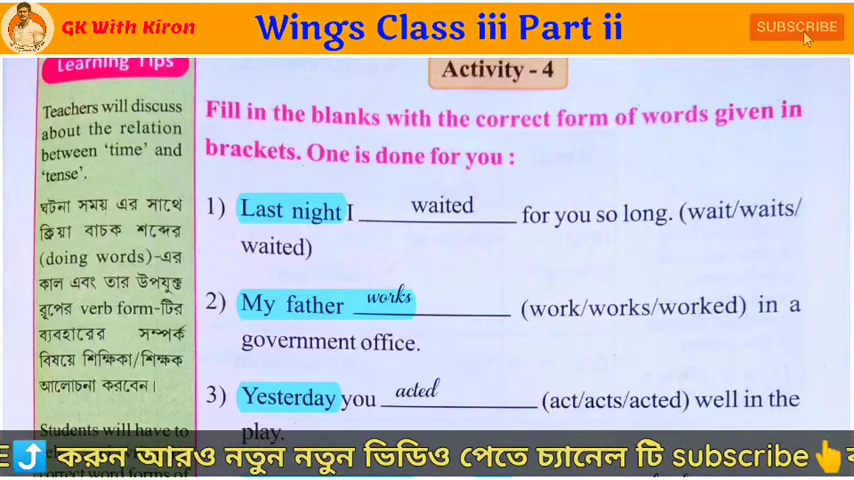 GK With Kiron
Wings Class iii Part ii
SUBSCRIBE
Learning Tips
Teachers will discuss
about the relation
between ‘time’ and
‘tense’.
ঘটনা সময় এর সাথে
ক্রিয়া বাচক শব্দের
(doing words)-এর
কাল এবং তার উপযুক্ত
রূপের verb form-টির
ব্যবহারের সম্পর্ক
বিষয়ে শিক্ষিকা/শিক্ষক
আলোচনা করবেন।
Students will have to
Activity - 4
Fill in the blanks with the correct form of words given in
brackets. One is done for you :
1) Last night I waited for you so long. (wait/waits/
waited)
2) My father works (work/works/worked) in a
government office.
3) Yesterday you acted (act/acts/acted) well in the
play.
করুন আরও নতুন নতুন ভিডিও পেতে চ্যানেল টি subscribe